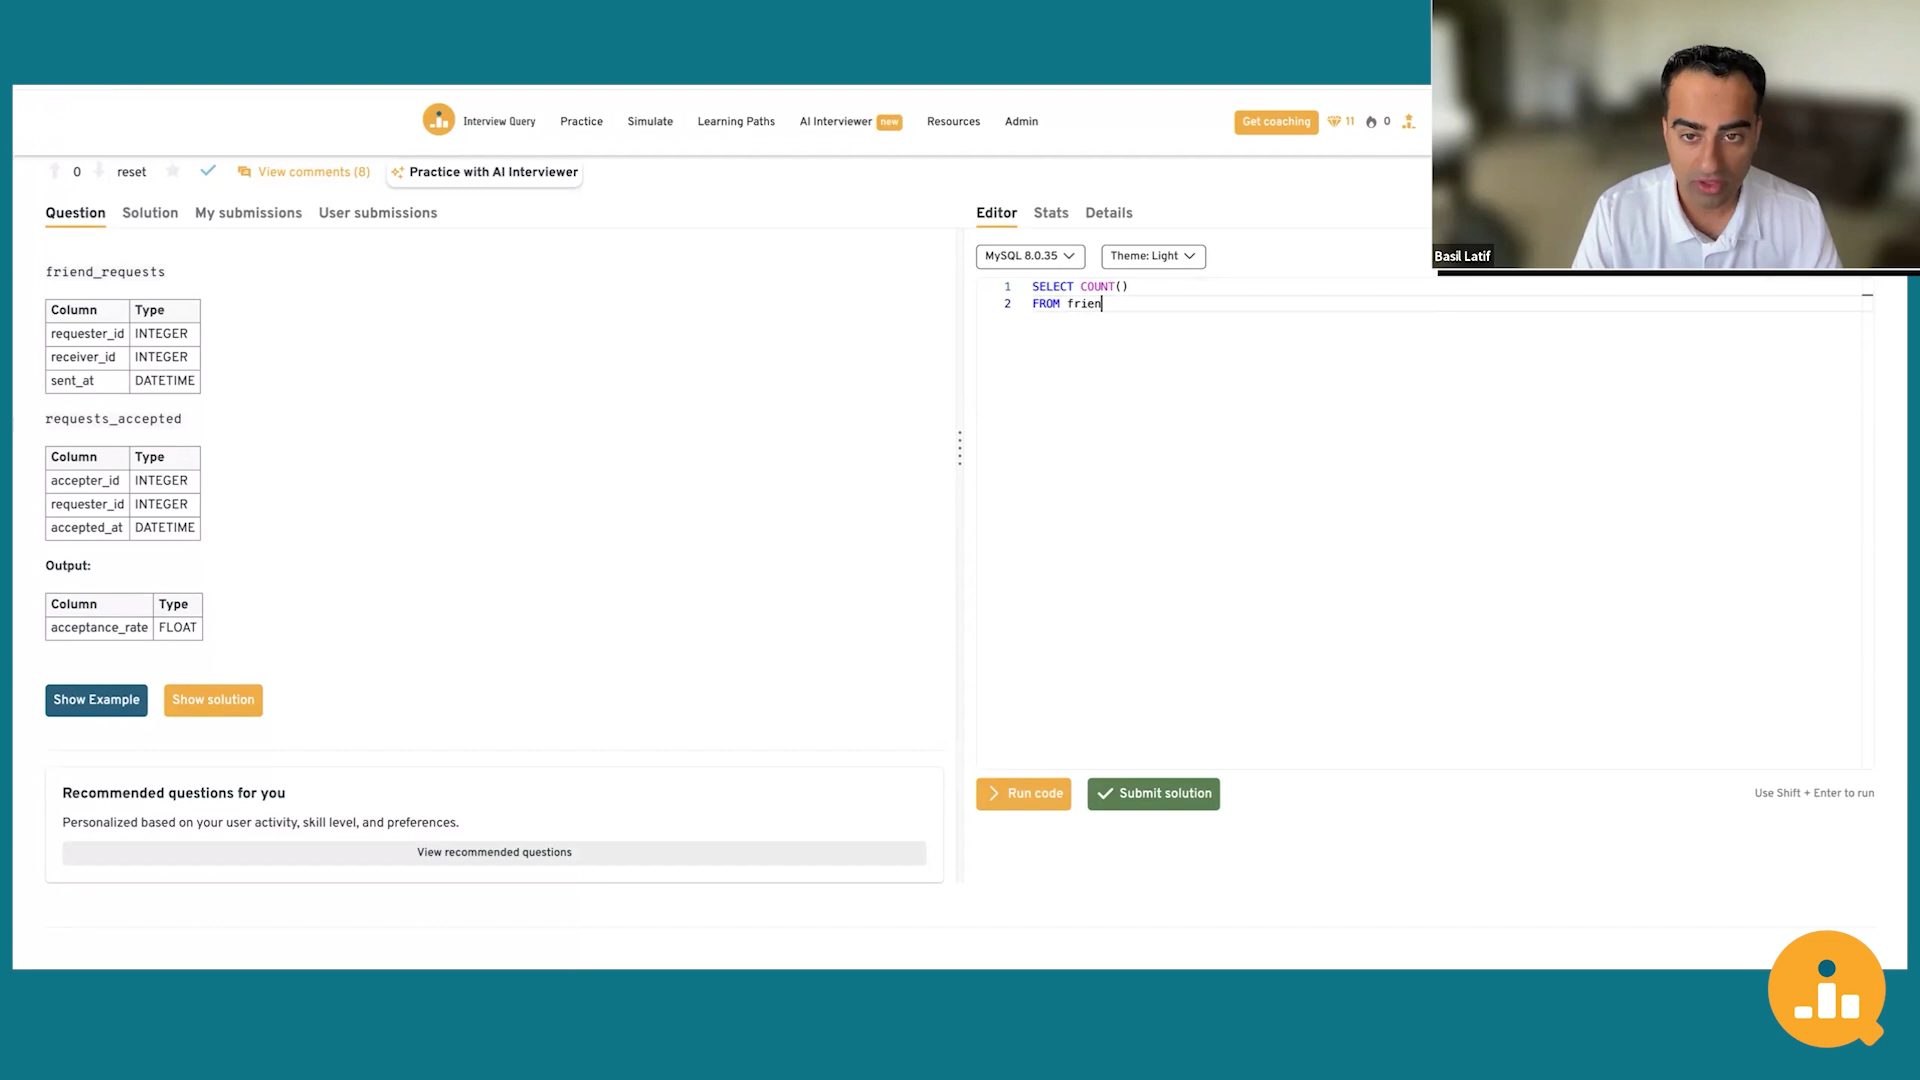 Interview Query Practice Simulate Learning Paths AI Interviewer new Resources Admin Get coaching 11 0
0 reset View comments (8) Practice with AI Interviewer
Question Solution My submissions User submissions
friend_requests
Column Type
requester_id INTEGER
receiver_id INTEGER
sent_at DATETIME
requests_accepted
Column Type
accepter_id INTEGER
requester_id INTEGER
accepted_at DATETIME
Output:
Column Type
acceptance_rate FLOAT
Show Example Show solution
Recommended questions for you
Personalized based on your user activity, skill level, and preferences.
View recommended questions
Editor Stats Details
MySQL 8.0.35 Theme: Light
1 SELECT COUNT()
2 FROM frien
Run code Submit solution Use Shift + Enter to run
Basil Latif